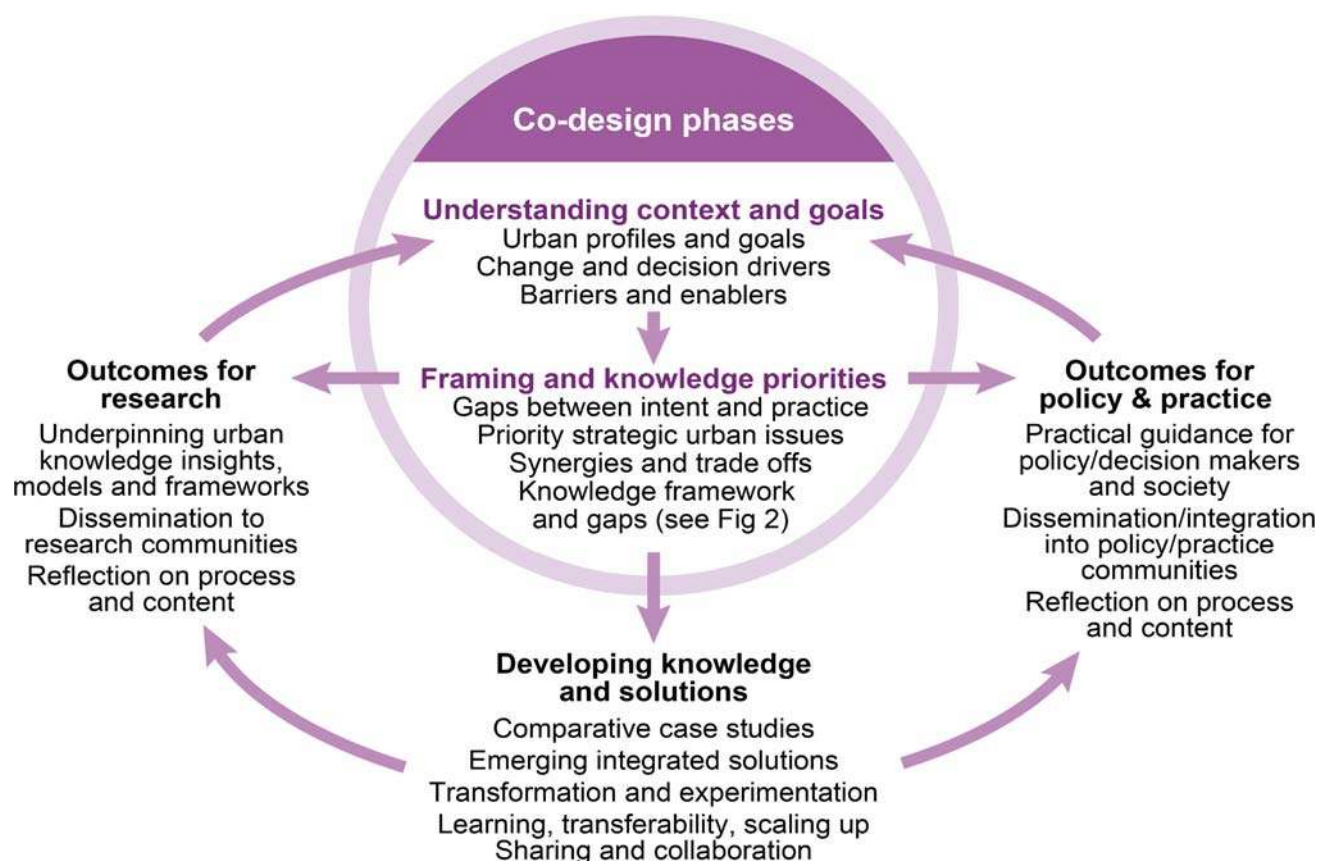 Co-design phases
Understanding context and goals
Urban profiles and goals
Change and decision drivers
Barriers and enablers
Framing and knowledge priorities
Gaps between intent and practice
Priority strategic urban issues
Synergies and trade offs
Knowledge framework
and gaps (see Fig 2)
Outcomes for
research
Underpinning urban
knowledge insights,
models and frameworks
Dissemination to
research communities
Reflection on process
and content
Outcomes for
policy & practice
Practical guidance for
policy/decision makers
and society
Dissemination/integration
into policy/practice
communities
Reflection on process
and content
Developing knowledge
and solutions
Comparative case studies
Emerging integrated solutions
Transformation and experimentation
Learning, transferability, scaling up
Sharing and collaboration